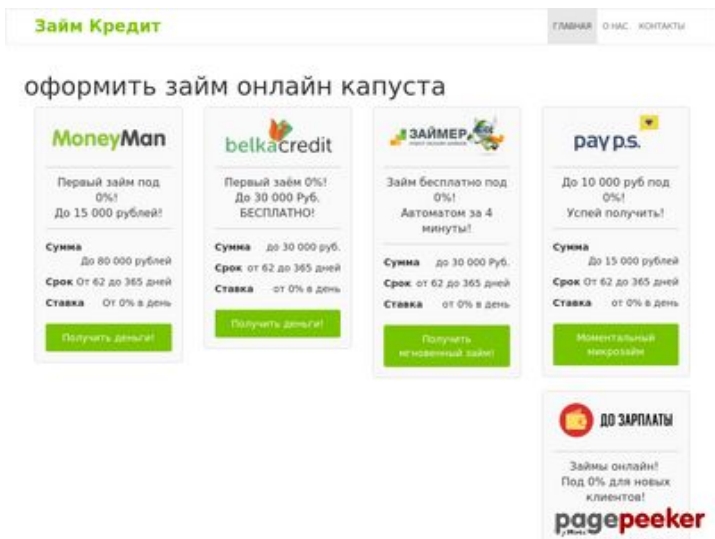 Займ Кредит
ГЛАВНАЯ О НАС КОНТАКТЫ
оформить займ онлайн капуста
MoneyMan
Первый займ под
0%!
До 15 000 рублей!
Сумма
До 80 000 рублей
Срок От 62 до 365 дней
Ставка От 0% в день
Получить деньги!
belkacredit
Первый заём 0%!
До 30 000 Руб.
БЕСПЛАТНО!
Сумма до 30 000 руб.
Срок От 62 до 365 дней
Ставка от 0% в день
Получить деньги!
ЗАЙМЕР
Займ бесплатно под
0%!
Автоматом за 4
минуты!
Сумма до 30 000 Руб.
Срок от 62 до 365 дней
Ставка от 0% в день
Получить
мгновенный займ!
pay p.s.
До 10 000 руб под
0%!
Успей получить!
Сумма
До 15 000 рублей
Срок От 62 до 365 дней
Ставка от 0% в день
Моментальный
микрозайм
ДО ЗАРПЛАТЫ
Займы онлайн!
Под 0% для новых
клиентов!
pagepeeker